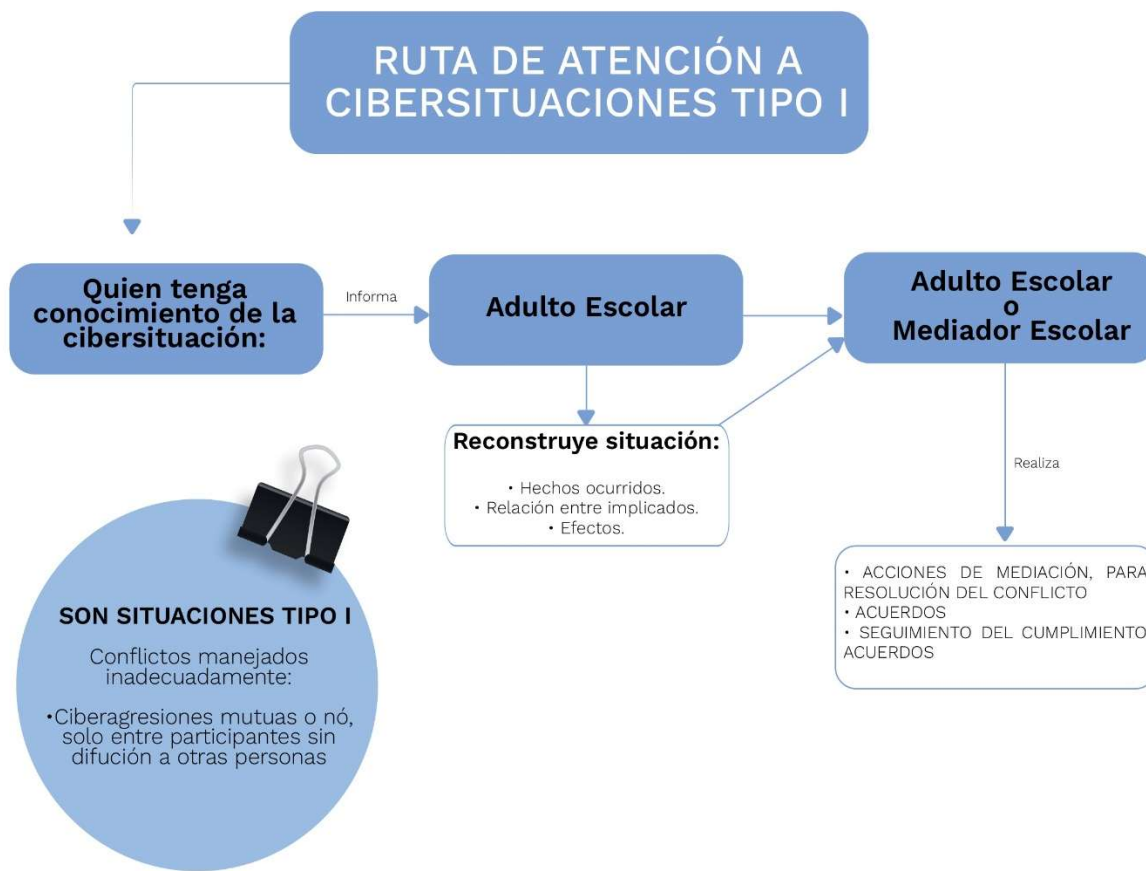 RUTA DE ATENCIÓN A
CIBERSITUACIONES TIPO I
Quien tenga
conocimiento de la
cibersituación:
Informa
Adulto Escolar
Adulto Escolar
o
Mediador Escolar
Reconstruye situación:
• Hechos ocurridos.
• Relación entre implicados.
• Efectos.
Realiza
• ACCIONES DE MEDIACIÓN, PARA
RESOLUCIÓN DEL CONFLICTO
• ACUERDOS
• SEGUIMIENTO DEL CUMPLIMIENTO
ACUERDOS
SON SITUACIONES TIPO I
Conflictos manejados
inadecuadamente:
•Ciberagresiones mutuas o nó,
solo entre participantes sin
difución a otras personas